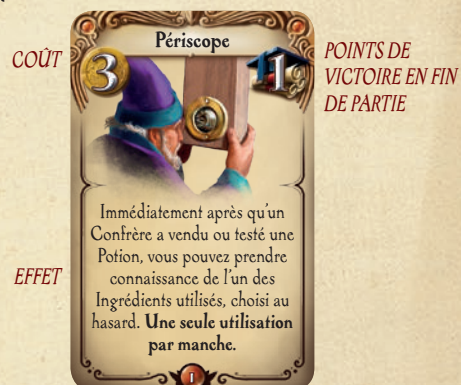 Périscope
COÛT
3
1
POINTS DE
VICTOIRE EN FIN
DE PARTIE
Immédiatement après qu'un
Confrère a vendu ou testé une
Potion, vous pouvez prendre
connaissance de l'un des
Ingrédients utilisés, choisi au
hasard. Une seule utilisation
par manche.
EFFET
I